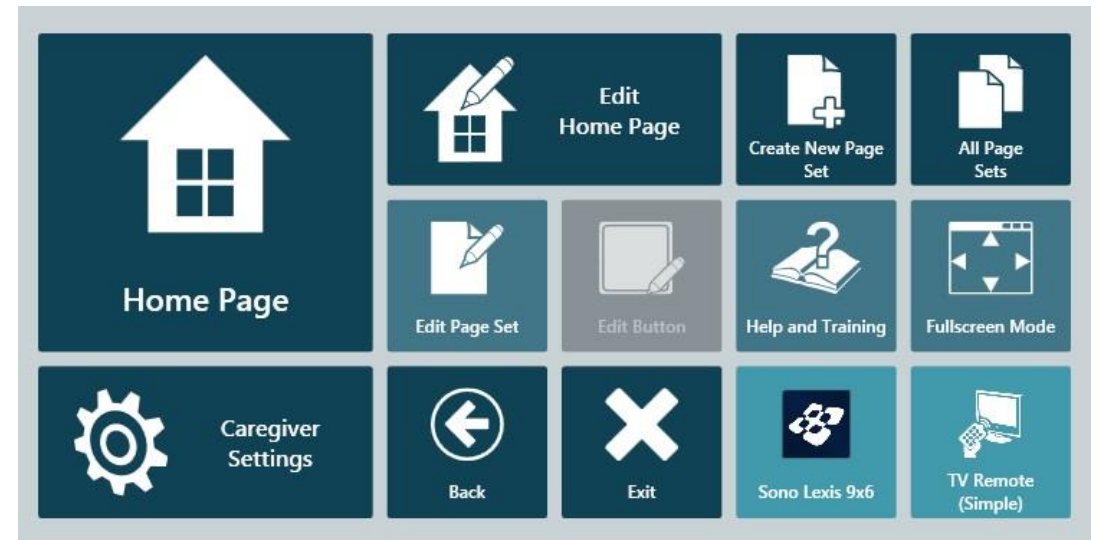 Edit
Home Page
Create New Page
Set
All Page
Sets
Home Page
Edit Page Set
Edit Button
Help and Training
Fullscreen Mode
Caregiver
Settings
Back
Exit
Sono Lexis 9x6
TV Remote
(Simple)